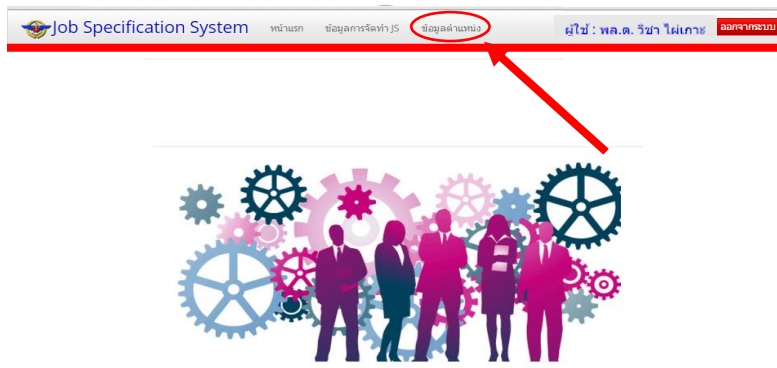 Job Specification System หน้าแรก ข้อมูลการจัดทำ JS ข้อมูลตำแหน่ง ผู้ใช้ : พล.ต. วิชา ไผ่เกาะ ออกจากระบบ